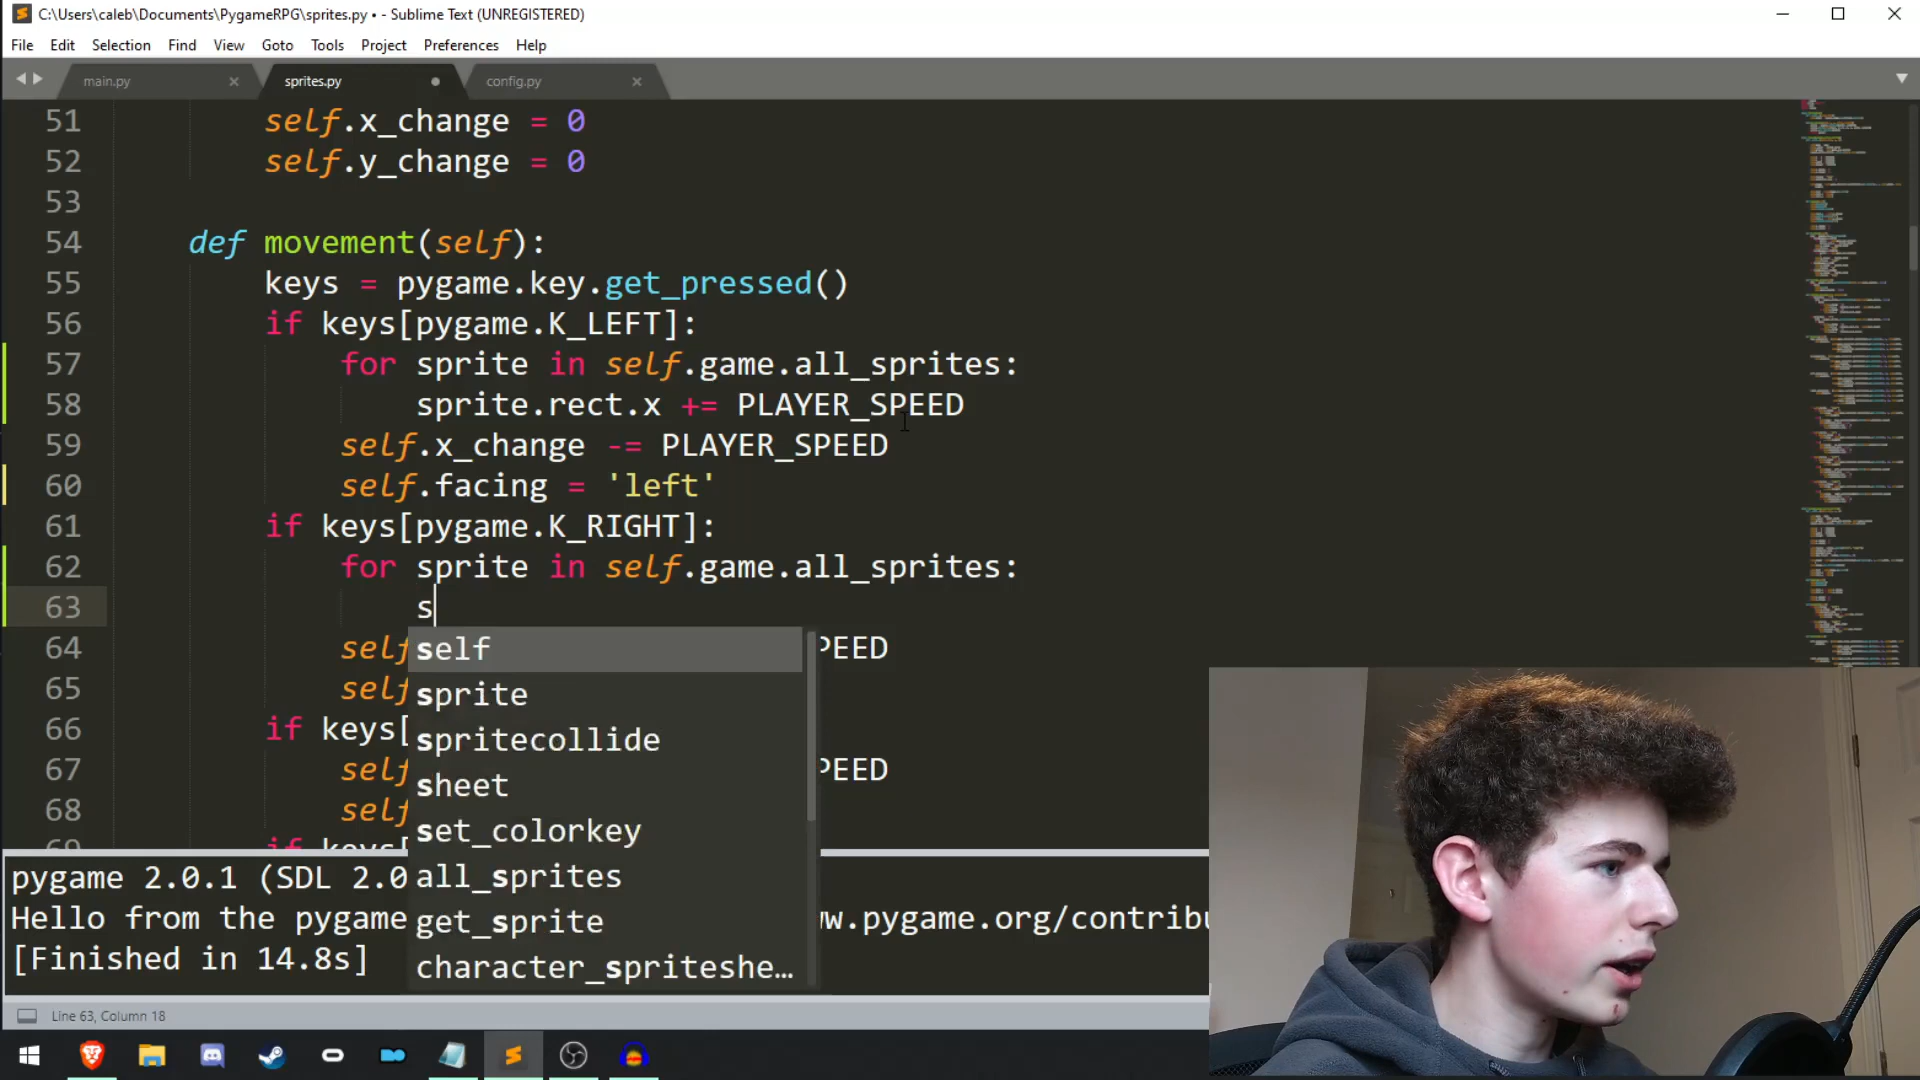 C:\Users\caleb\Documents\PygameRPG\sprites.py • - Sublime Text (UNREGISTERED)
File Edit Selection Find View Goto Tools Project Preferences Help
main.py sprites.py config.py
51 self.x_change = 0
52 self.y_change = 0
53
54 def movement(self):
55 keys = pygame.key.get_pressed()
56 if keys[pygame.K_LEFT]:
57 for sprite in self.game.all_sprites:
58 sprite.rect.x += PLAYER_SPEED
59 self.x_change -= PLAYER_SPEED
60 self.facing = 'left'
61 if keys[pygame.K_RIGHT]:
62 for sprite in self.game.all_sprites:
63 s
64 self PEED
65 self
66 if keys[
67 self PEED
68 self
69 if keys[
self
sprite
spritecollide
sheet
set_colorkey
all_sprites
get_sprite
character_spriteshe…
pygame 2.0.1 (SDL 2.0
Hello from the pygame ww.pygame.org/contribu
[Finished in 14.8s]
Line 63, Column 18